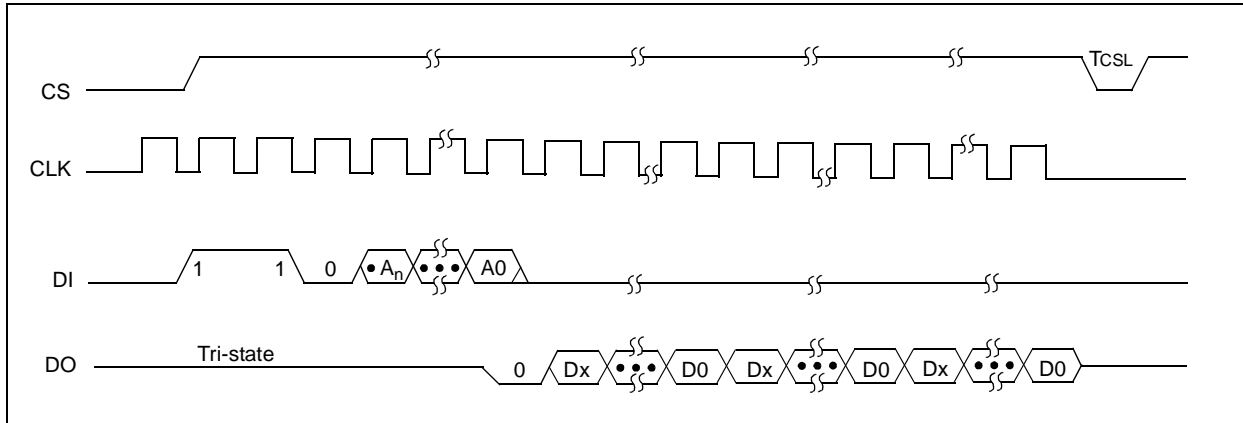 CS
TCSL
CLK
DI
1 1 0 • An • • • A0
DO
Tri-state
0 Dx • • • D0 Dx • • • D0 Dx • • • D0